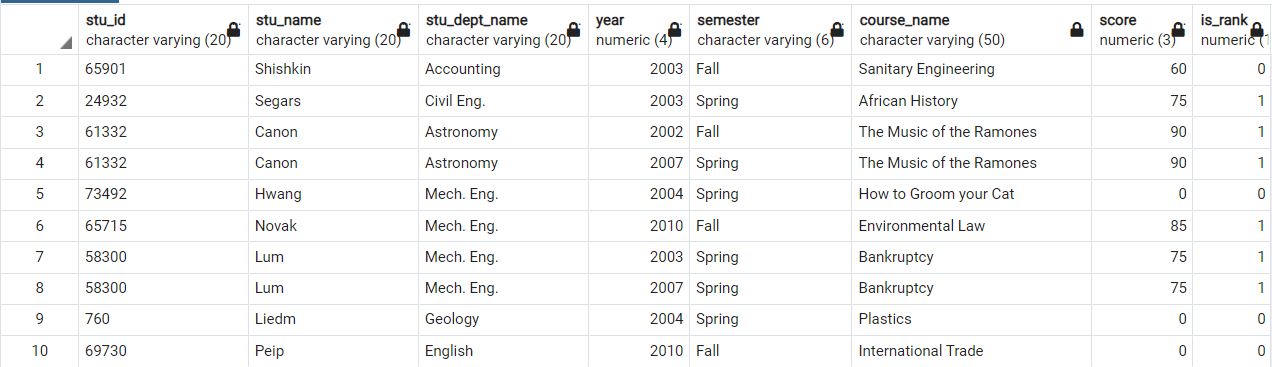 stu_id stu_name stu_dept_name year semester course_name score is_rank
character varying (20) character varying (20) character varying (20) numeric (4) character varying (6) character varying (50) numeric (3) numeric (1
1 65901 Shishkin Accounting 2003 Fall Sanitary Engineering 60 0
2 24932 Segars Civil Eng. 2003 Spring African History 75 1
3 61332 Canon Astronomy 2002 Fall The Music of the Ramones 90 1
4 61332 Canon Astronomy 2007 Spring The Music of the Ramones 90 1
5 73492 Hwang Mech. Eng. 2004 Spring How to Groom your Cat 0 0
6 65715 Novak Mech. Eng. 2010 Fall Environmental Law 85 1
7 58300 Lum Mech. Eng. 2003 Spring Bankruptcy 75 1
8 58300 Lum Mech. Eng. 2007 Spring Bankruptcy 75 1
9 760 Liedm Geology 2004 Spring Plastics 0 0
10 69730 Peip English 2010 Fall International Trade 0 0